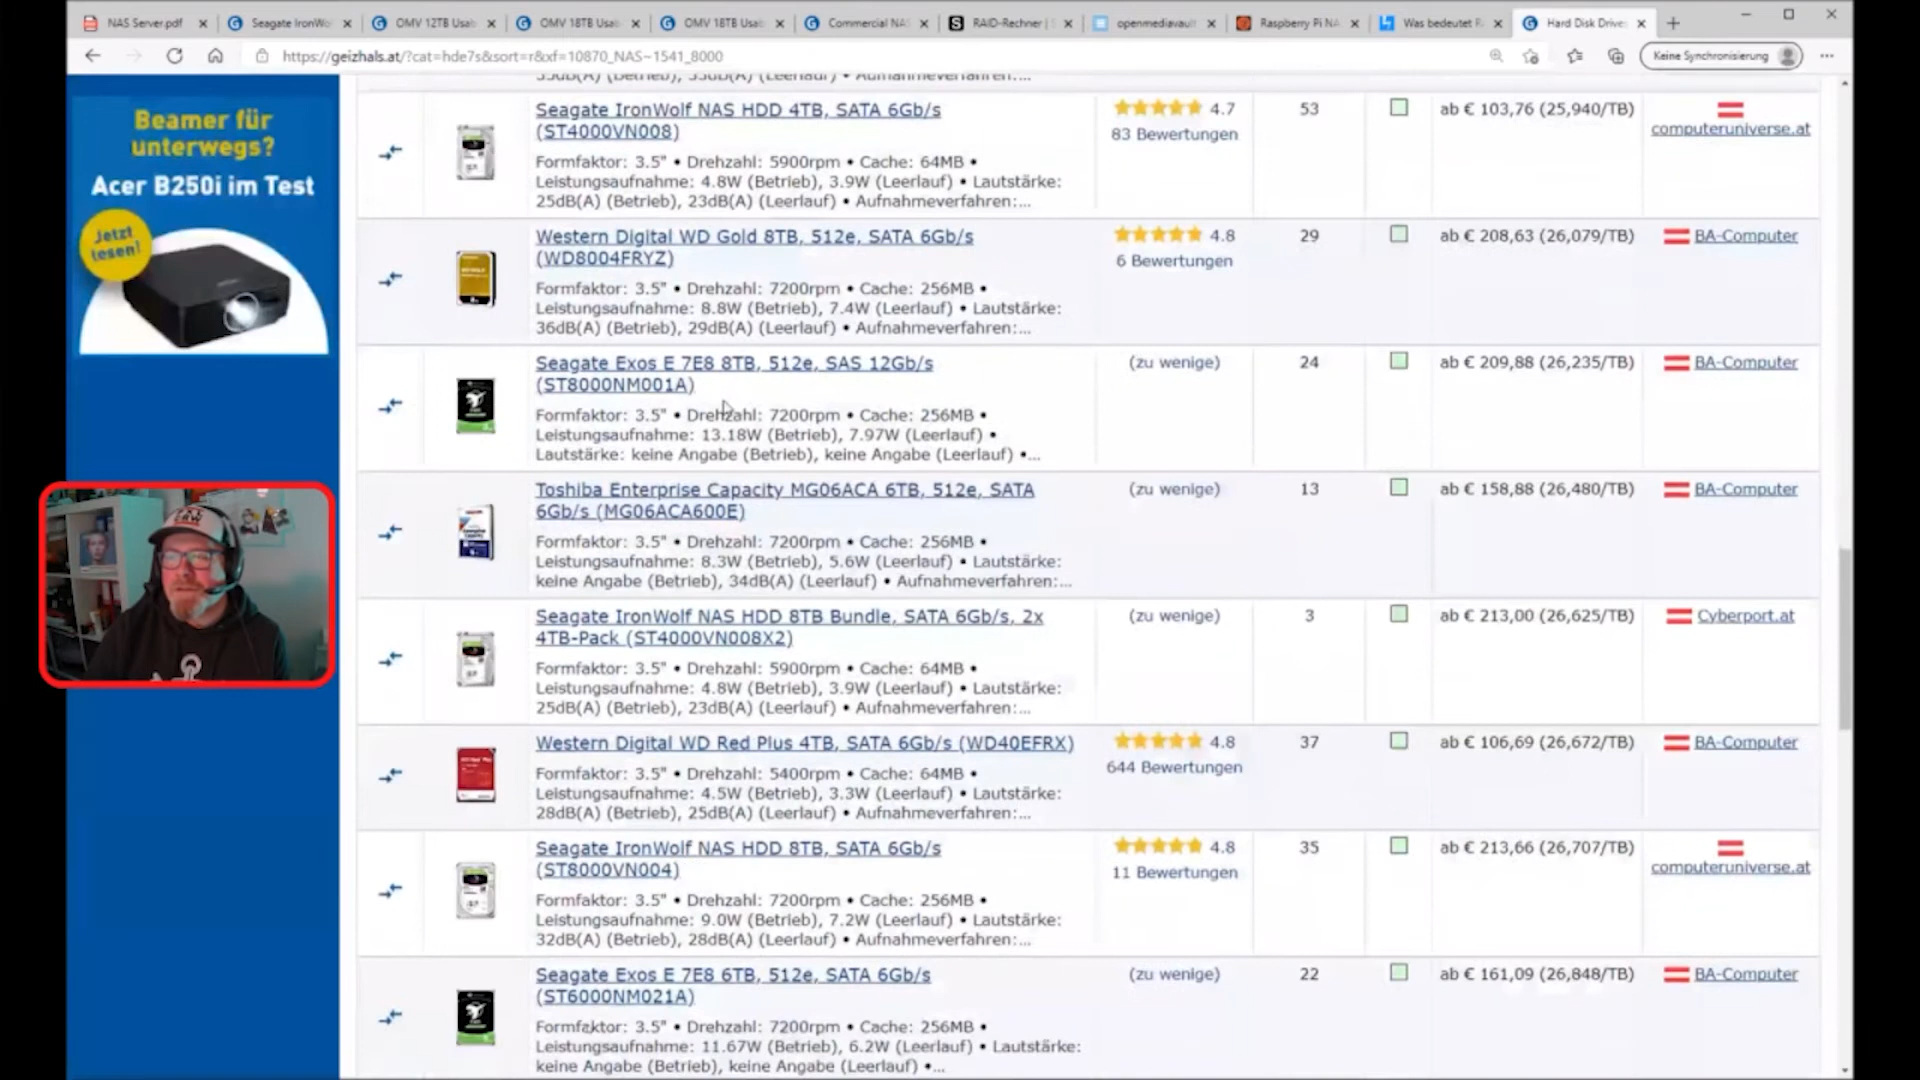 NAS Server.pdf
Seagate IronWo
OMV 12TB Usab
OMV 18TB Usab
OMV 18TB Usab
Commercial NAS
RAID-Rechner | S
openmediavault
Raspberry Pi NA
Was bedeutet R
Hard Disk Drives
https://geizhals.at/?cat=hde7s&sort=r&xf=10870_NAS~1541_8000
Keine Synchronisierung
Beamer für
unterwegs?
Acer B250i im Test
Jetzt
lesen!
35dB(A) (Betrieb), 33dB(A) (Leerlauf) • Aufnahmeverfahren:...
Seagate IronWolf NAS HDD 4TB, SATA 6Gb/s
(ST4000VN008)
Formfaktor: 3.5" • Drehzahl: 5900rpm • Cache: 64MB •
Leistungsaufnahme: 4.8W (Betrieb), 3.9W (Leerlauf) • Lautstärke:
25dB(A) (Betrieb), 23dB(A) (Leerlauf) • Aufnahmeverfahren:...
4.7
83 Bewertungen
53
ab € 103,76 (25,940/TB)
computeruniverse.at
Western Digital WD Gold 8TB, 512e, SATA 6Gb/s
(WD8004FRYZ)
Formfaktor: 3.5" • Drehzahl: 7200rpm • Cache: 256MB •
Leistungsaufnahme: 8.8W (Betrieb), 7.4W (Leerlauf) • Lautstärke:
36dB(A) (Betrieb), 29dB(A) (Leerlauf) • Aufnahmeverfahren:...
4.8
6 Bewertungen
29
ab € 208,63 (26,079/TB)
BA-Computer
Seagate Exos E 7E8 8TB, 512e, SAS 12Gb/s
(ST8000NM001A)
Formfaktor: 3.5" • Drehzahl: 7200rpm • Cache: 256MB •
Leistungsaufnahme: 13.18W (Betrieb), 7.97W (Leerlauf) •
Lautstärke: keine Angabe (Betrieb), keine Angabe (Leerlauf) •...
(zu wenige)
24
ab € 209,88 (26,235/TB)
BA-Computer
Toshiba Enterprise Capacity MG06ACA 6TB, 512e, SATA
6Gb/s (MG06ACA600E)
Formfaktor: 3.5" • Drehzahl: 7200rpm • Cache: 256MB •
Leistungsaufnahme: 8.3W (Betrieb), 5.6W (Leerlauf) • Lautstärke:
keine Angabe (Betrieb), 34dB(A) (Leerlauf) • Aufnahmeverfahren:...
(zu wenige)
13
ab € 158,88 (26,480/TB)
BA-Computer
Seagate IronWolf NAS HDD 8TB Bundle, SATA 6Gb/s, 2x
4TB-Pack (ST4000VN008X2)
Formfaktor: 3.5" • Drehzahl: 5900rpm • Cache: 64MB •
Leistungsaufnahme: 4.8W (Betrieb), 3.9W (Leerlauf) • Lautstärke:
25dB(A) (Betrieb), 23dB(A) (Leerlauf) • Aufnahmeverfahren:...
(zu wenige)
3
ab € 213,00 (26,625/TB)
Cyberport.at
Western Digital WD Red Plus 4TB, SATA 6Gb/s (WD40EFRX)
Formfaktor: 3.5" • Drehzahl: 5400rpm • Cache: 64MB •
Leistungsaufnahme: 4.5W (Betrieb), 3.3W (Leerlauf) • Lautstärke:
28dB(A) (Betrieb), 25dB(A) (Leerlauf) • Aufnahmeverfahren:...
4.8
644 Bewertungen
37
ab € 106,69 (26,672/TB)
BA-Computer
Seagate IronWolf NAS HDD 8TB, SATA 6Gb/s
(ST8000VN004)
Formfaktor: 3.5" • Drehzahl: 7200rpm • Cache: 256MB •
Leistungsaufnahme: 9.0W (Betrieb), 7.2W (Leerlauf) • Lautstärke:
32dB(A) (Betrieb), 28dB(A) (Leerlauf) • Aufnahmeverfahren:...
4.8
11 Bewertungen
35
ab € 213,66 (26,707/TB)
computeruniverse.at
Seagate Exos E 7E8 6TB, 512e, SATA 6Gb/s
(ST6000NM021A)
Formfaktor: 3.5" • Drehzahl: 7200rpm • Cache: 256MB •
Leistungsaufnahme: 11.67W (Betrieb), 6.2W (Leerlauf) • Lautstärke:
keine Angabe (Betrieb), keine Angabe (Leerlauf) •...
(zu wenige)
22
ab € 161,09 (26,848/TB)
BA-Computer